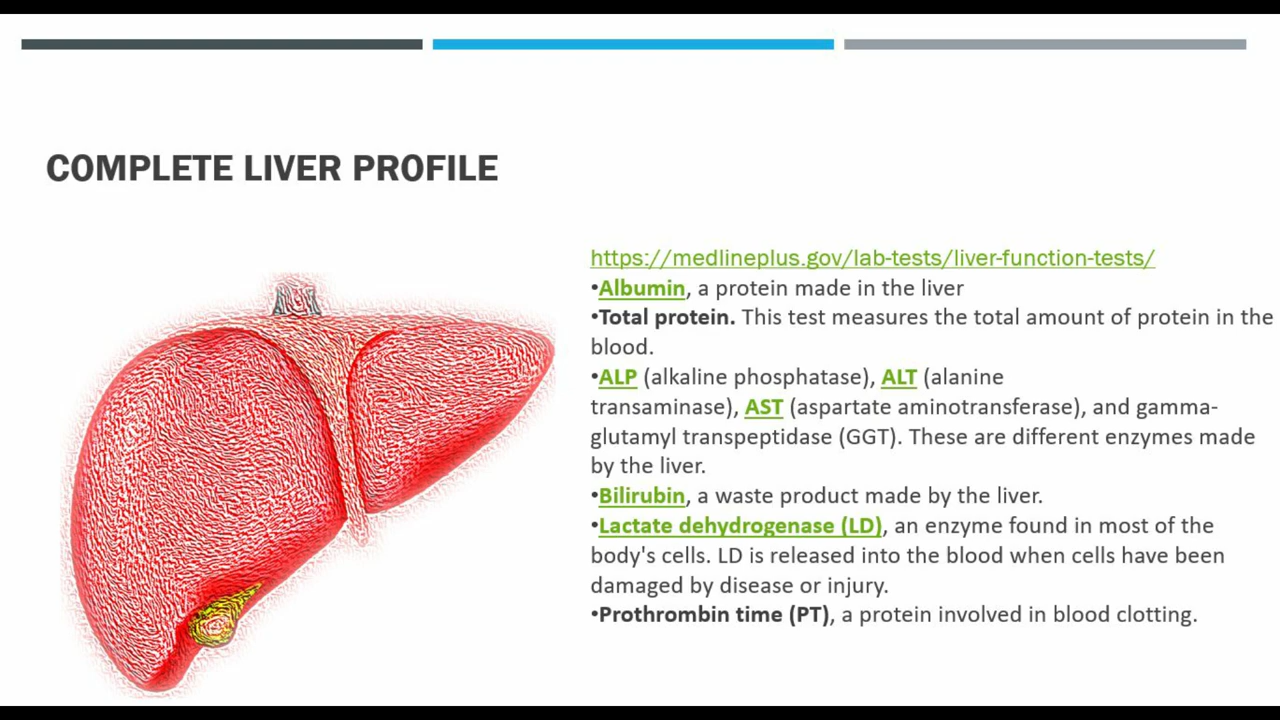 COMPLETE LIVER PROFILE
https://medlineplus.gov/lab-tests/liver-function-tests/
•Albumin, a protein made in the liver
•Total protein. This test measures the total amount of protein in the
blood.
•ALP (alkaline phosphatase), ALT (alanine
transaminase), AST (aspartate aminotransferase), and gamma-
glutamyl transpeptidase (GGT). These are different enzymes made
by the liver.
•Bilirubin, a waste product made by the liver.
•Lactate dehydrogenase (LD), an enzyme found in most of the
body's cells. LD is released into the blood when cells have been
damaged by disease or injury.
•Prothrombin time (PT), a protein involved in blood clotting.